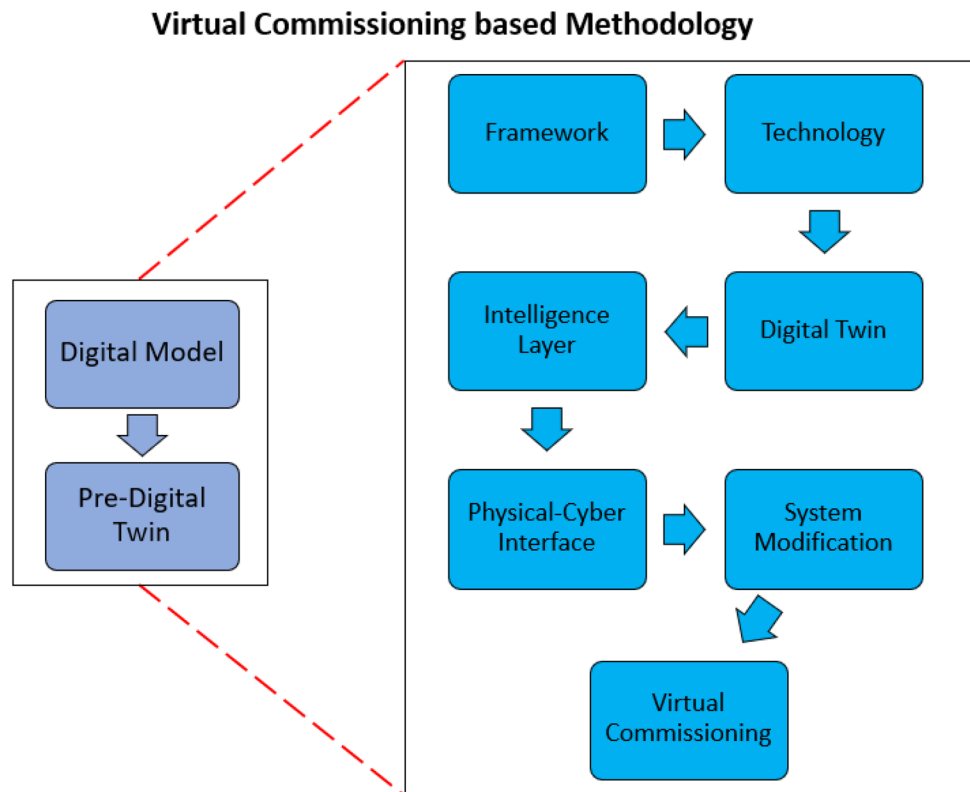 Virtual Commissioning based Methodology
Digital Model
Pre-Digital
Twin
Framework
Technology
Digital Twin
Intelligence
Layer
Physical-Cyber
Interface
System
Modification
Virtual
Commissioning